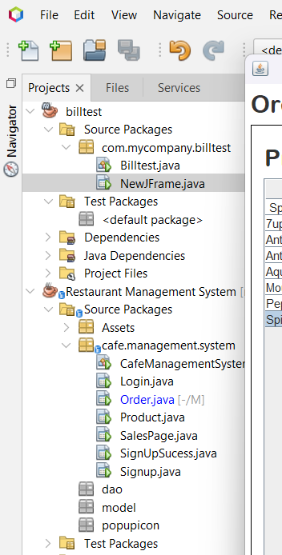 File Edit View Navigate Source
Projects
Files
Services
Navigator
billtest
Source Packages
com.mycompany.billtest
Billtest.java
NewJFrame.java
Test Packages
<default package>
Dependencies
Java Dependencies
Project Files
Restaurant Management System
Source Packages
Assets
cafe.management.system
CafeManagementSystem
Login.java
Order.java [-/M]
Product.java
SalesPage.java
SignUpSucess.java
Signup.java
dao
model
popupicon
Test Packages
<de
Or
P
Sp
7up
Ant
Ant
Aqu
Mo
Pep
Spi